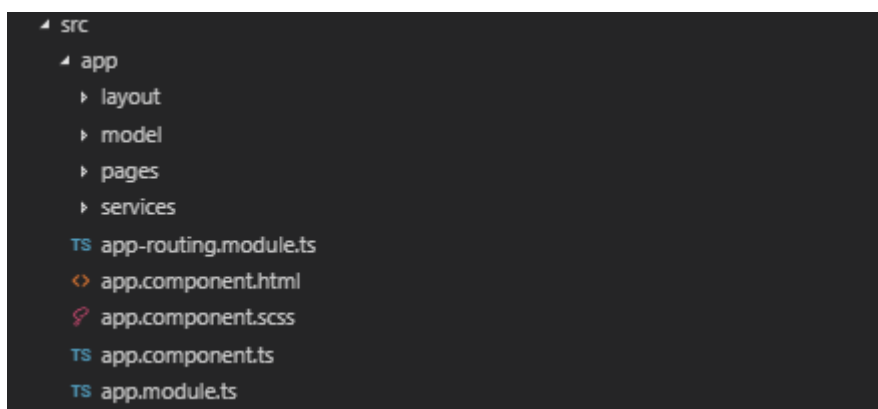 src
app
layout
model
pages
services
TS app-routing.module.ts
<> app.component.html
app.component.scss
TS app.component.ts
TS app.module.ts